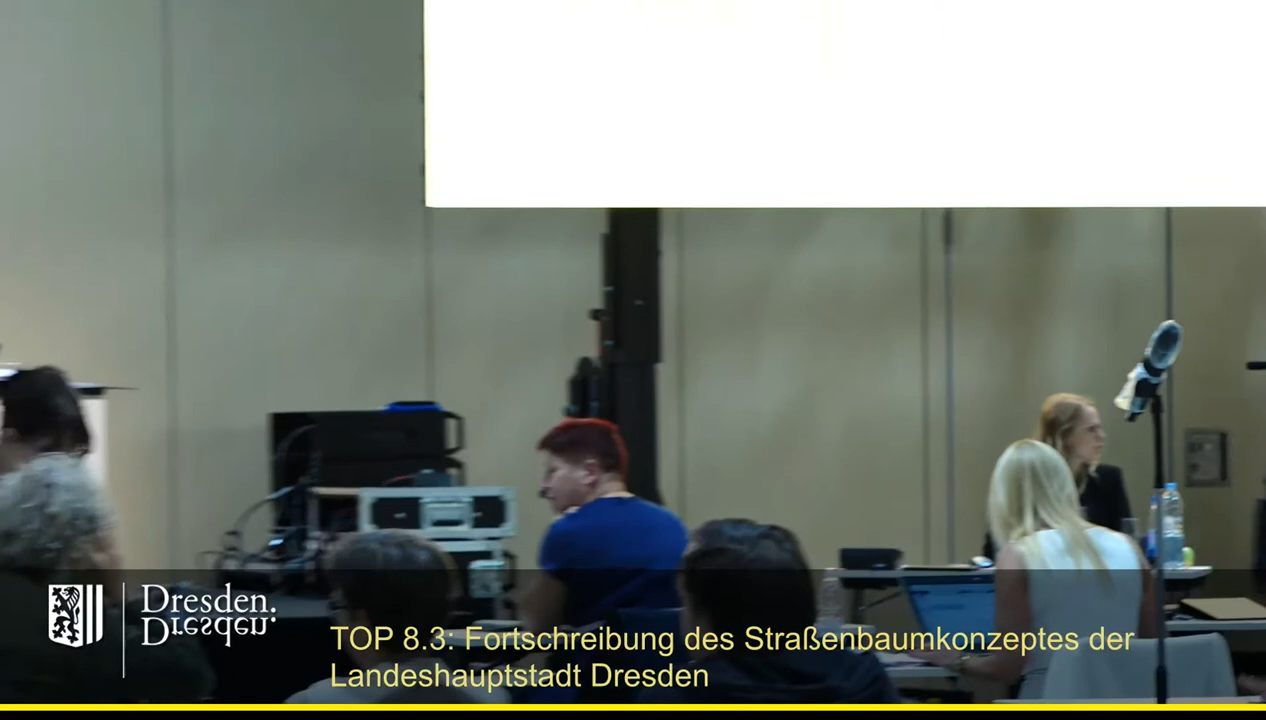 Dresden.
Dresden.
TOP 8.3: Fortschreibung des Straßenbaumkonzeptes der
Landeshauptstadt Dresden